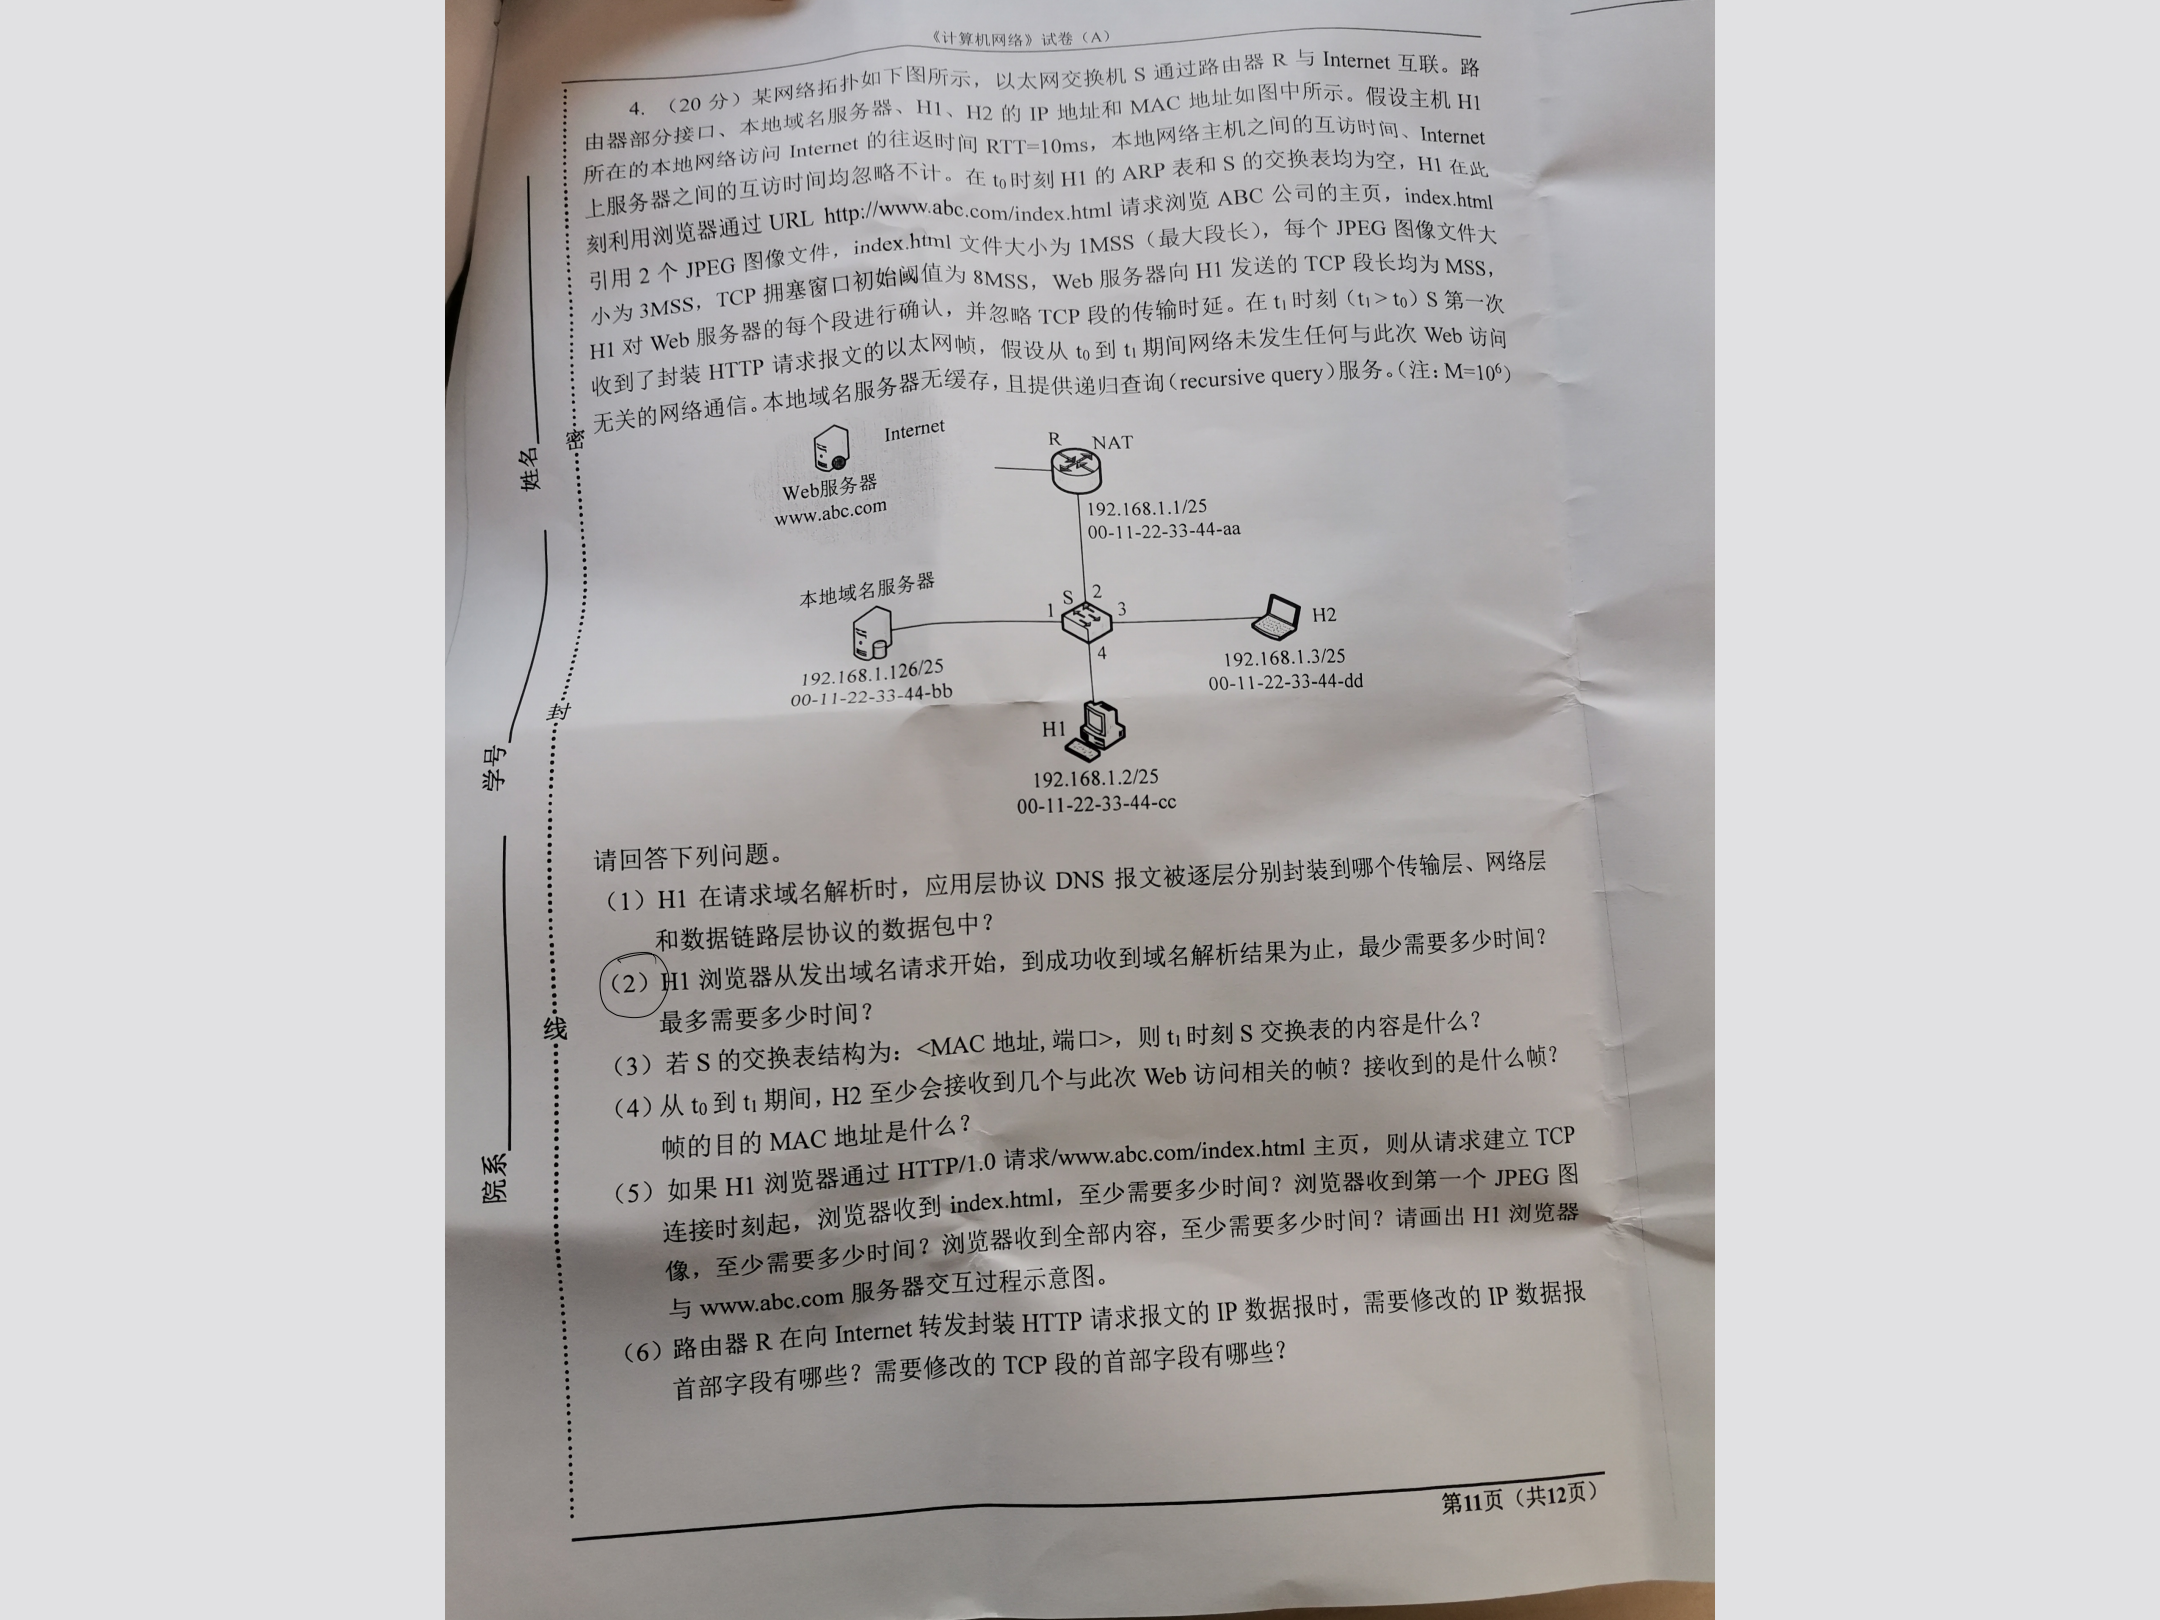 《计算机网络》试卷（A）
4. （20 分）某网络拓扑如下图所示，以太网交换机 S 通过路由器 R 与 Internet 互联。路
由器部分接口、本地域名服务器、H1、H2 的 IP 地址和 MAC 地址如图中所示。假设主机 H1
所在的本地网络访问 Internet 的往返时间 RTT=10ms，本地网络主机之间的互访时间、Internet
上服务器之间的互访时间均忽略不计。在 t₀时刻 H1 的 ARP 表和 S 的交换表均为空，H1 在此
刻利用浏览器通过 URL http://www.abc.com/index.html 请求浏览 ABC 公司的主页，index.html
引用 2 个 JPEG 图像文件，index.html 文件大小为 1MSS（最大段长），每个 JPEG 图像文件大
小为 3MSS，TCP 拥塞窗口初始阈值为 8MSS，Web 服务器向 H1 发送的 TCP 段长均为 MSS，
H1 对 Web 服务器的每个段进行确认，并忽略 TCP 段的传输时延。在 t₁时刻（t₁> t₀）S 第一次
收到了封装 HTTP 请求报文的以太网帧，假设从 t₀到 t₁期间网络未发生任何与此次 Web 访问
无关的网络通信。本地域名服务器无缓存，且提供递归查询（recursive query）服务。（注：M=10⁶）
Internet
R NAT
Web服务器
www.abc.com
192.168.1.1/25
00-11-22-33-44-aa
本地域名服务器
S 2
1
3
H2
4
192.168.1.126/25
00-11-22-33-44-bb
192.168.1.3/25
00-11-22-33-44-dd
H1
192.168.1.2/25
00-11-22-33-44-cc
请回答下列问题。
（1）H1 在请求域名解析时，应用层协议 DNS 报文被逐层分别封装到哪个传输层、网络层
和数据链路层协议的数据包中？
（2）H1 浏览器从发出域名请求开始，到成功收到域名解析结果为止，最少需要多少时间？
最多需要多少时间？
（3）若 S 的交换表结构为：<MAC 地址, 端口>，则 t₁时刻 S 交换表的内容是什么？
（4）从 t₀到 t₁期间，H2 至少会接收到几个与此次 Web 访问相关的帧？接收到的是什么帧？
帧的目的 MAC 地址是什么？
（5）如果 H1 浏览器通过 HTTP/1.0 请求/www.abc.com/index.html 主页，则从请求建立 TCP
连接时刻起，浏览器收到 index.html，至少需要多少时间？浏览器收到第一个 JPEG 图
像，至少需要多少时间？浏览器收到全部内容，至少需要多少时间？请画出 H1 浏览器
与 www.abc.com 服务器交互过程示意图。
（6）路由器 R 在向 Internet 转发封装 HTTP 请求报文的 IP 数据报时，需要修改的 IP 数据报
首部字段有哪些？需要修改的 TCP 段的首部字段有哪些？
第11页（共12页）
姓名
学号
院系
密
封
线